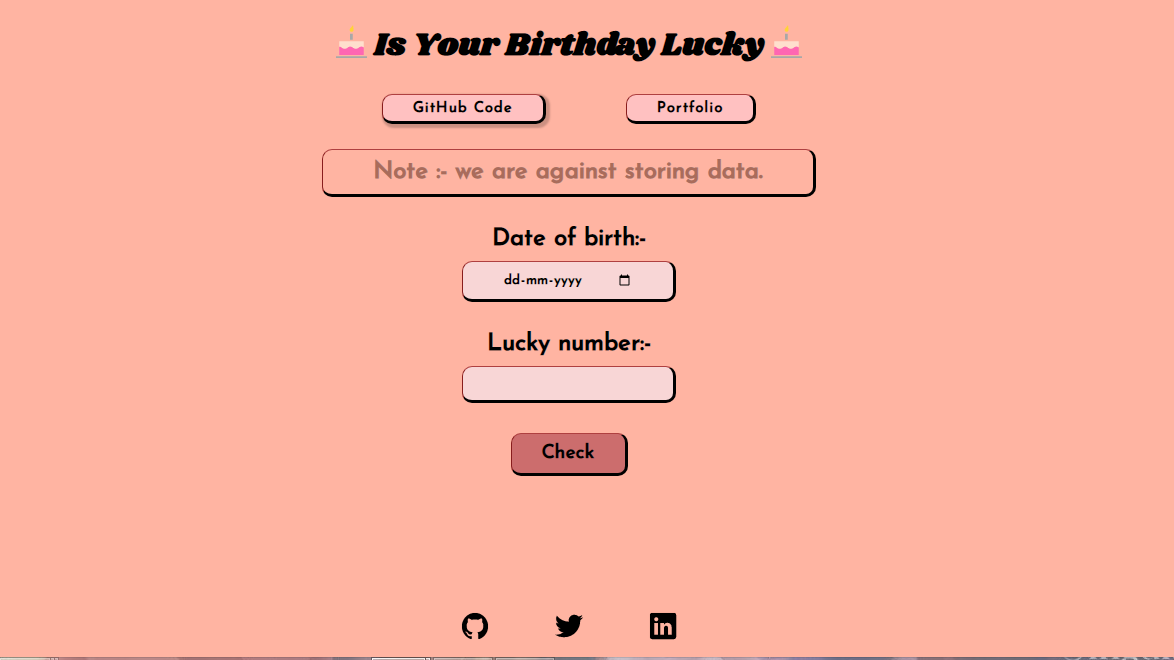 Is Your Birthday Lucky
GitHub Code
Portfolio
Note :- we are against storing data.
Date of birth:-
dd-mm-yyyy
Lucky number:-
Check
in